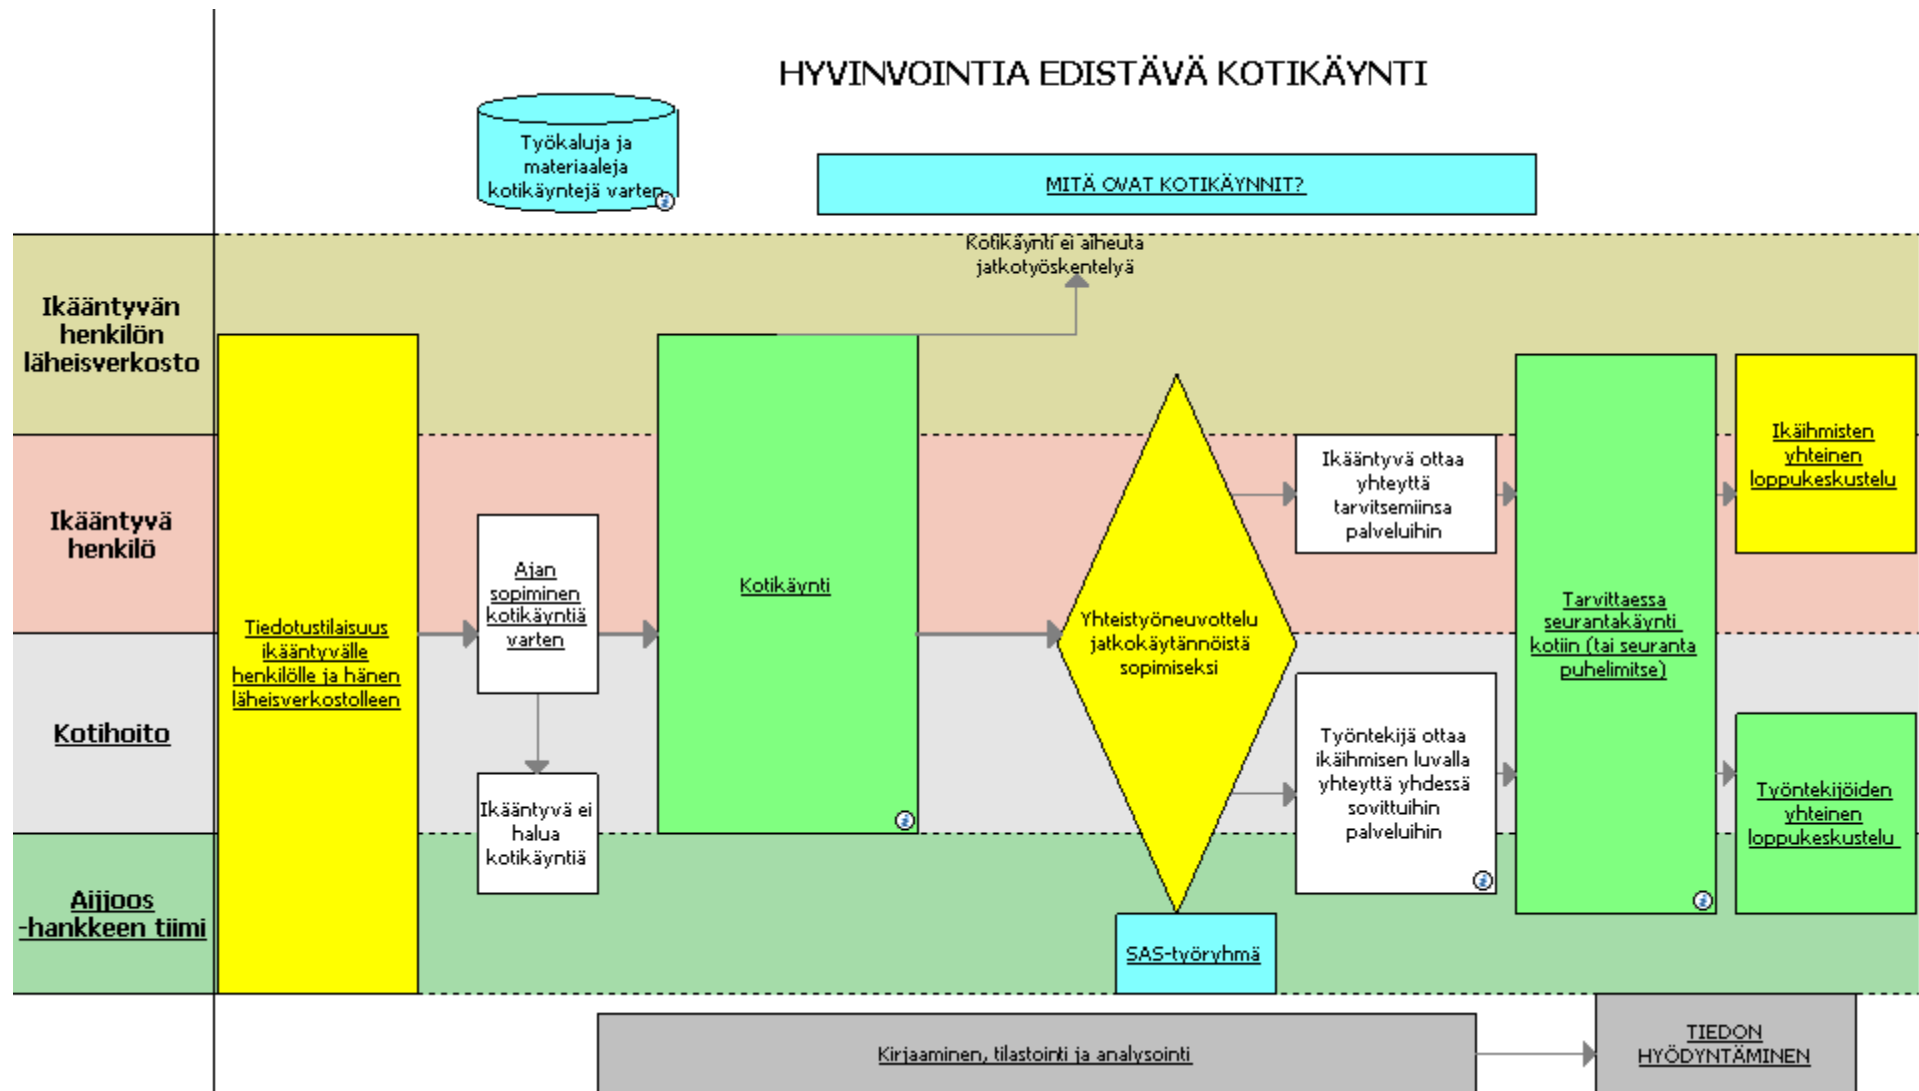 HYVINVOINTIA EDISTÄVÄ KOTIKÄYNTI
Työkaluja ja
materiaaleja
kotikäyntejä varten
MITÄ OVAT KOTIKÄYNNIT?
Kotikäynti ei aiheuta
jatkotyöskentelyä
Ikääntyvän
henkilön
läheisverkosto
Ikääntyvä
henkilö
Kotihoito
Aijjoos
-hankkeen tiimi
Tiedotustilaisuus
ikääntyvälle
henkilölle ja hänen
läheisverkostolleen
Ajan
sopiminen
kotikäyntiä
varten
Ikääntyvä ei
halua
kotikäyntiä
Kotikäynti
Yhteistyöneuvottelu
jatkokäytännöistä
sopimiseksi
SAS-työryhmä
Ikääntyvä ottaa
yhteyttä
tarvitsemiinsa
palveluihin
Työntekijä ottaa
ikäihmisen luvalla
yhteyttä yhdessä
sovittuihin
palveluihin
Tarvittaessa
seurantakäynti
kotiin (tai seuranta
puhelimitse)
Ikäihmisten
yhteinen
loppukeskustelu
Työntekijöiden
yhteinen
loppukeskustelu
Kirjaaminen, tilastointi ja analysointi
TIEDON
HYÖDYNTÄMINEN